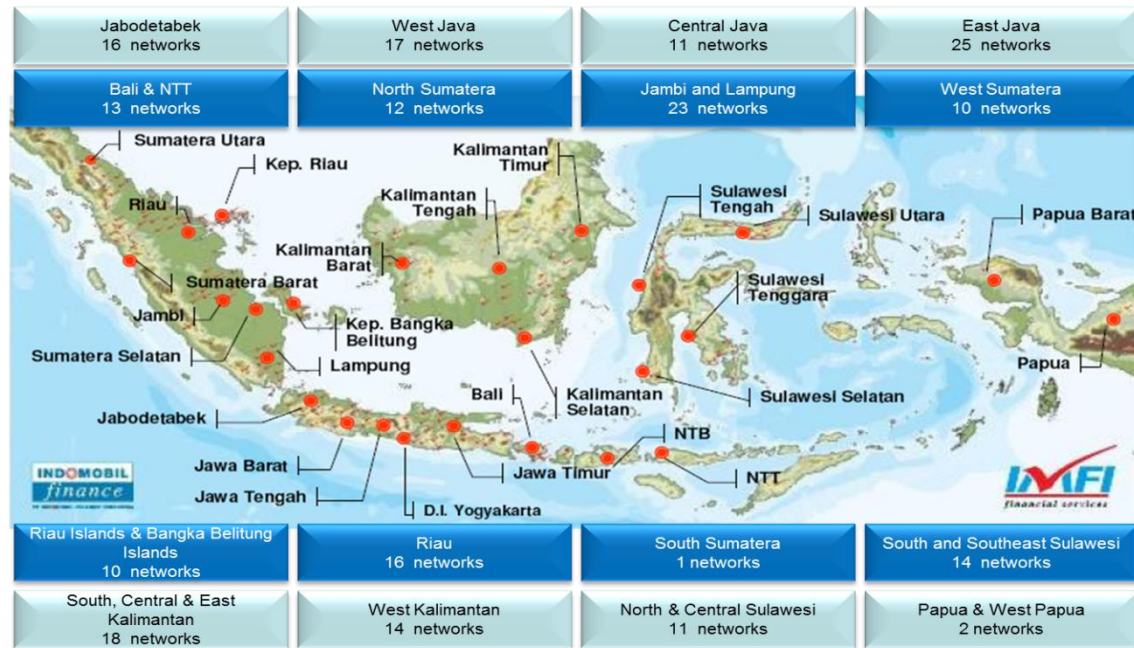 Jabodetabek
16 networks
West Java
17 networks
Central Java
11 networks
East Java
25 networks
Bali & NTT
13 networks
North Sumatera
12 networks
Jambi and Lampung
23 networks
West Sumatera
10 networks
Sumatera Utara
Kep. Riau
Riau
Sumatera Barat
Jambi
Sumatera Selatan
Kep. Bangka
Belitung
Lampung
Kalimantan
Timur
Kalimantan
Tengah
Kalimantan
Barat
Kalimantan
Selatan
Sulawesi
Tengah
Sulawesi Utara
Sulawesi
Tenggara
Sulawesi Selatan
Papua Barat
Papua
Jabodetabek
Jawa Barat
Jawa Tengah
D.I. Yogyakarta
Jawa Timur
Bali
NTB
NTT
INDOMOBIL
finance
IMFI
financial services
Riau Islands & Bangka Belitung
Islands
10 networks
Riau
16 networks
South Sumatera
1 networks
South and Southeast Sulawesi
14 networks
South, Central & East
Kalimantan
18 networks
West Kalimantan
14 networks
North & Central Sulawesi
11 networks
Papua & West Papua
2 networks